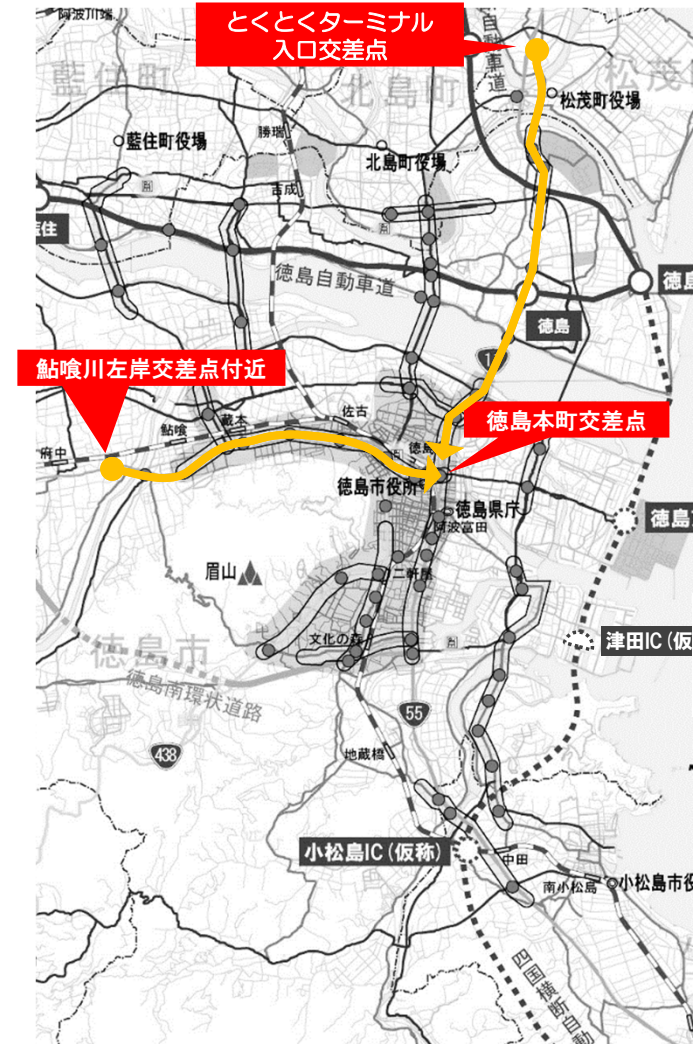 とくとくターミナル
入口交差点
阿波川端
自動車道
藍住町
北島町
松茂
松茂町役場
勝瑞
藍住町役場
北島町役場
吉成
徳島自動車道
徳島
鮎喰川左岸交差点付近
佐古
蔵本
鮎喰
府中
徳島本町交差点
徳島市役所
徳島県庁
阿波富田
眉山
二軒屋
文化の森
津田IC(仮
徳島市
徳島南環状道路
55
438
地蔵橋
小松島IC(仮称)
中田
南小松島
小松島市役
四国横断自動